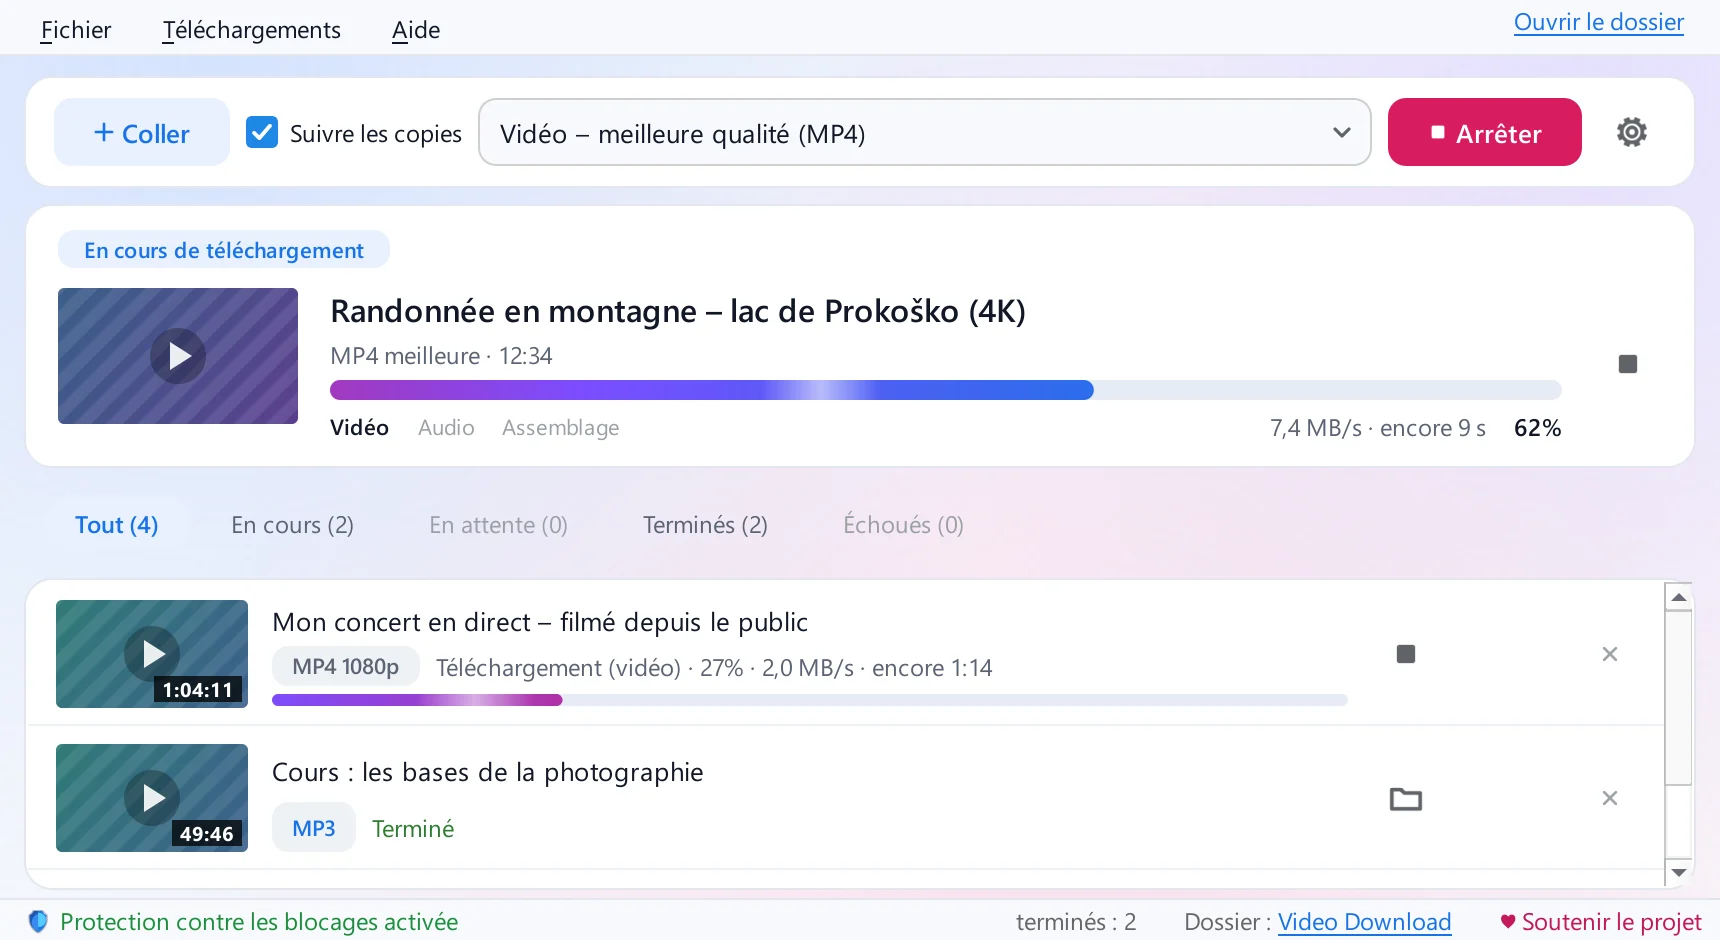 Fichier Téléchargements Aide Ouvrir le dossier
+ Coller Suivre les copies Vidéo – meilleure qualité (MP4) Arrêter
En cours de téléchargement
Randonnée en montagne – lac de Prokoško (4K)
MP4 meilleure · 12:34
Vidéo Audio Assemblage 7,4 MB/s · encore 9 s 62%
Tout (4) En cours (2) En attente (0) Terminés (2) Échoués (0)
Mon concert en direct – filmé depuis le public
MP4 1080p Téléchargement (vidéo) · 27% · 2,0 MB/s · encore 1:14
1:04:11
Cours : les bases de la photographie
MP3 Terminé
49:46
Protection contre les blocages activée terminés : 2 Dossier : Video Download ♥ Soutenir le projet